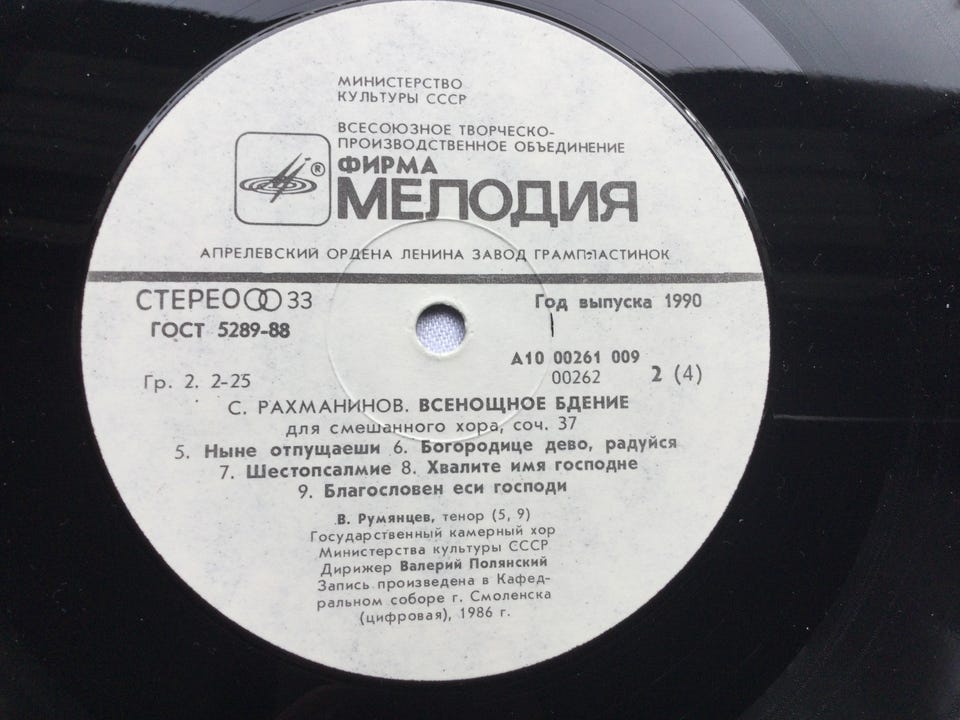 МИНИСТЕРСТВО
КУЛЬТУРЫ СССР
ВСЕСОЮЗНОЕ ТВОРЧЕСКО-
ПРОИЗВОДСТВЕННОЕ ОБЪЕДИНЕНИЕ
ФИРМА
®
МЕЛОДИЯ
АПРЕЛЕВСКИЙ ОРДЕНА ЛЕНИНА ЗАВОД ГРАМПЛАСТИНОК
СТЕРЕО 33
Год выпуска 1990
ГОСТ 5289-88
А10 00261 009
Гр. 2. 2-25
00262 2 (4)
С. РАХМАНИНОВ. ВСЕНОЩНОЕ БДЕНИЕ
для смешанного хора, соч. 37
5. Ныне отпущаеши 6. Богородице дево, радуйся
7. Шестопсалмие 8. Хвалите имя господне
9. Благословен еси господи
В. Румянцев, тенор (5, 9)
Государственный камерный хор
Министерства культуры СССР
Дирижер Валерий Полянский
Запись произведена в Кафед-
ральном соборе г. Смоленска
(цифровая), 1986 г.